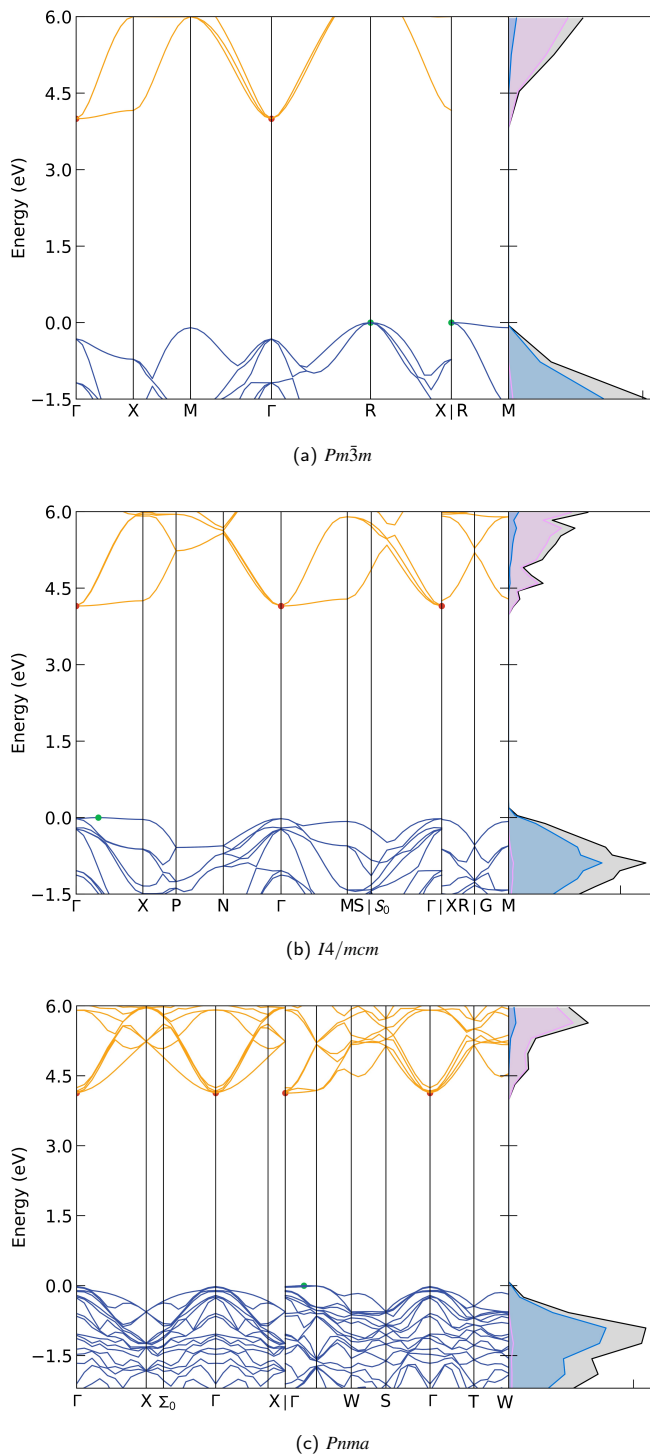 6.0
4.5
3.0
1.5
0.0
−1.5
Energy (eV)
Γ X M Γ R X | R M
(a) Pm3̄m
6.0
4.5
3.0
1.5
0.0
−1.5
Energy (eV)
Γ X P N Γ MS | S₀ Γ | XR | G M
(b) I4/mcm
6.0
4.5
3.0
1.5
0.0
−1.5
Energy (eV)
Γ X Σ₀ Γ X | Γ W S Γ T W
(c) Pnma